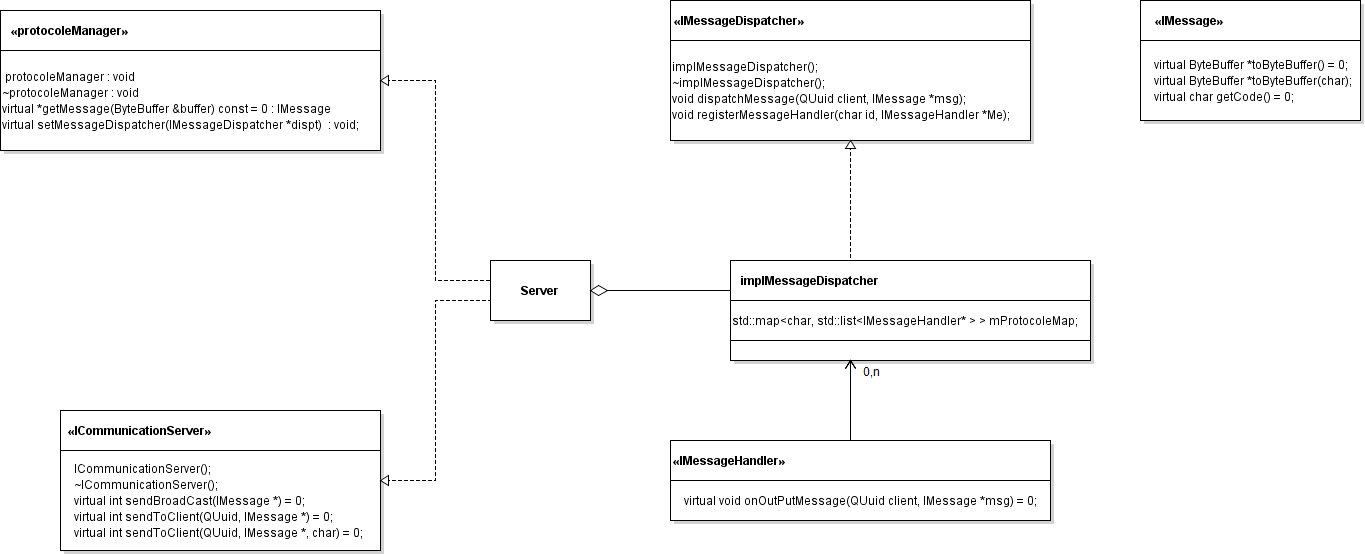 «protocoleManager»
protocoleManager : void
~protocoleManager : void
virtual *getMessage(ByteBuffer &buffer) const = 0 : IMessage
virtual setMessageDispatcher(IMessageDispatcher *dispt) : void;
«IMessageDispatcher»
implMessageDispatcher();
~implMessageDispatcher();
void dispatchMessage(QUuid client, IMessage *msg);
void registerMessageHandler(char id, IMessageHandler *Me);
«IMessage»
virtual ByteBuffer *toByteBuffer() = 0;
virtual ByteBuffer *toByteBuffer(char);
virtual char getCode() = 0;
Server
implMessageDispatcher
std::map<char, std::list<IMessageHandler* > > mProtocoleMap;
0,n
«ICommunicationServer»
ICommunicationServer();
~ICommunicationServer();
virtual int sendBroadCast(IMessage *) = 0;
virtual int sendToClient(QUuid, IMessage *) = 0;
virtual int sendToClient(QUuid, IMessage *, char) = 0;
«IMessageHandler»
virtual void onOutPutMessage(QUuid client, IMessage *msg) = 0;